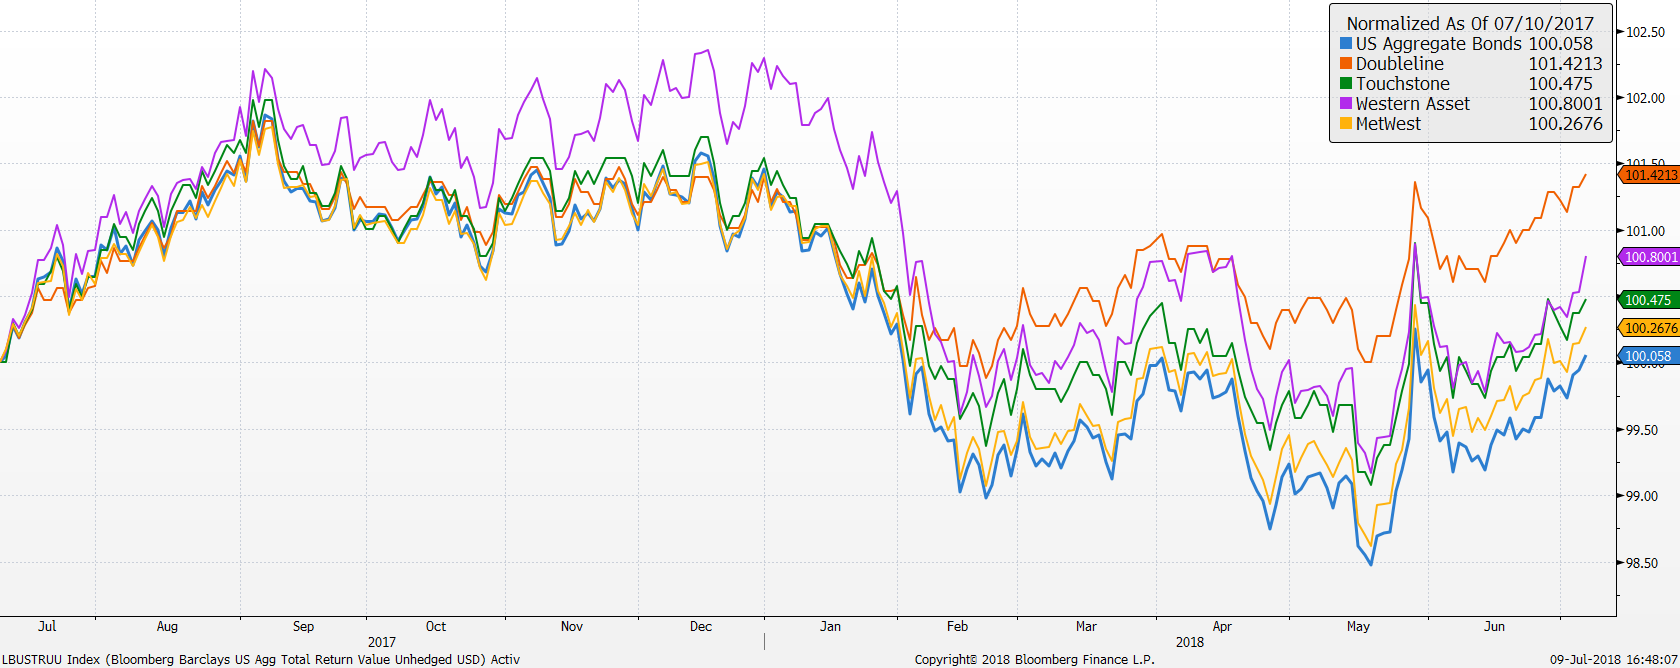 Normalized As Of 07/10/2017
US Aggregate Bonds 100.058
Doubleline 101.4213
Touchstone 100.475
Western Asset 100.8001
MetWest 100.2676
102.50
102.00
101.50
101.4213
101.00
100.8001
100.475
100.2676
100.058
100.00
99.50
99.00
98.50
Jul Aug Sep Oct Nov Dec Jan Feb Mar Apr May Jun
2017 2018
LBUSTRUU Index (Bloomberg Barclays US Agg Total Return Value Unhedged USD) Activ Copyright© 2018 Bloomberg Finance L.P. 09-Jul-2018 16:48:07